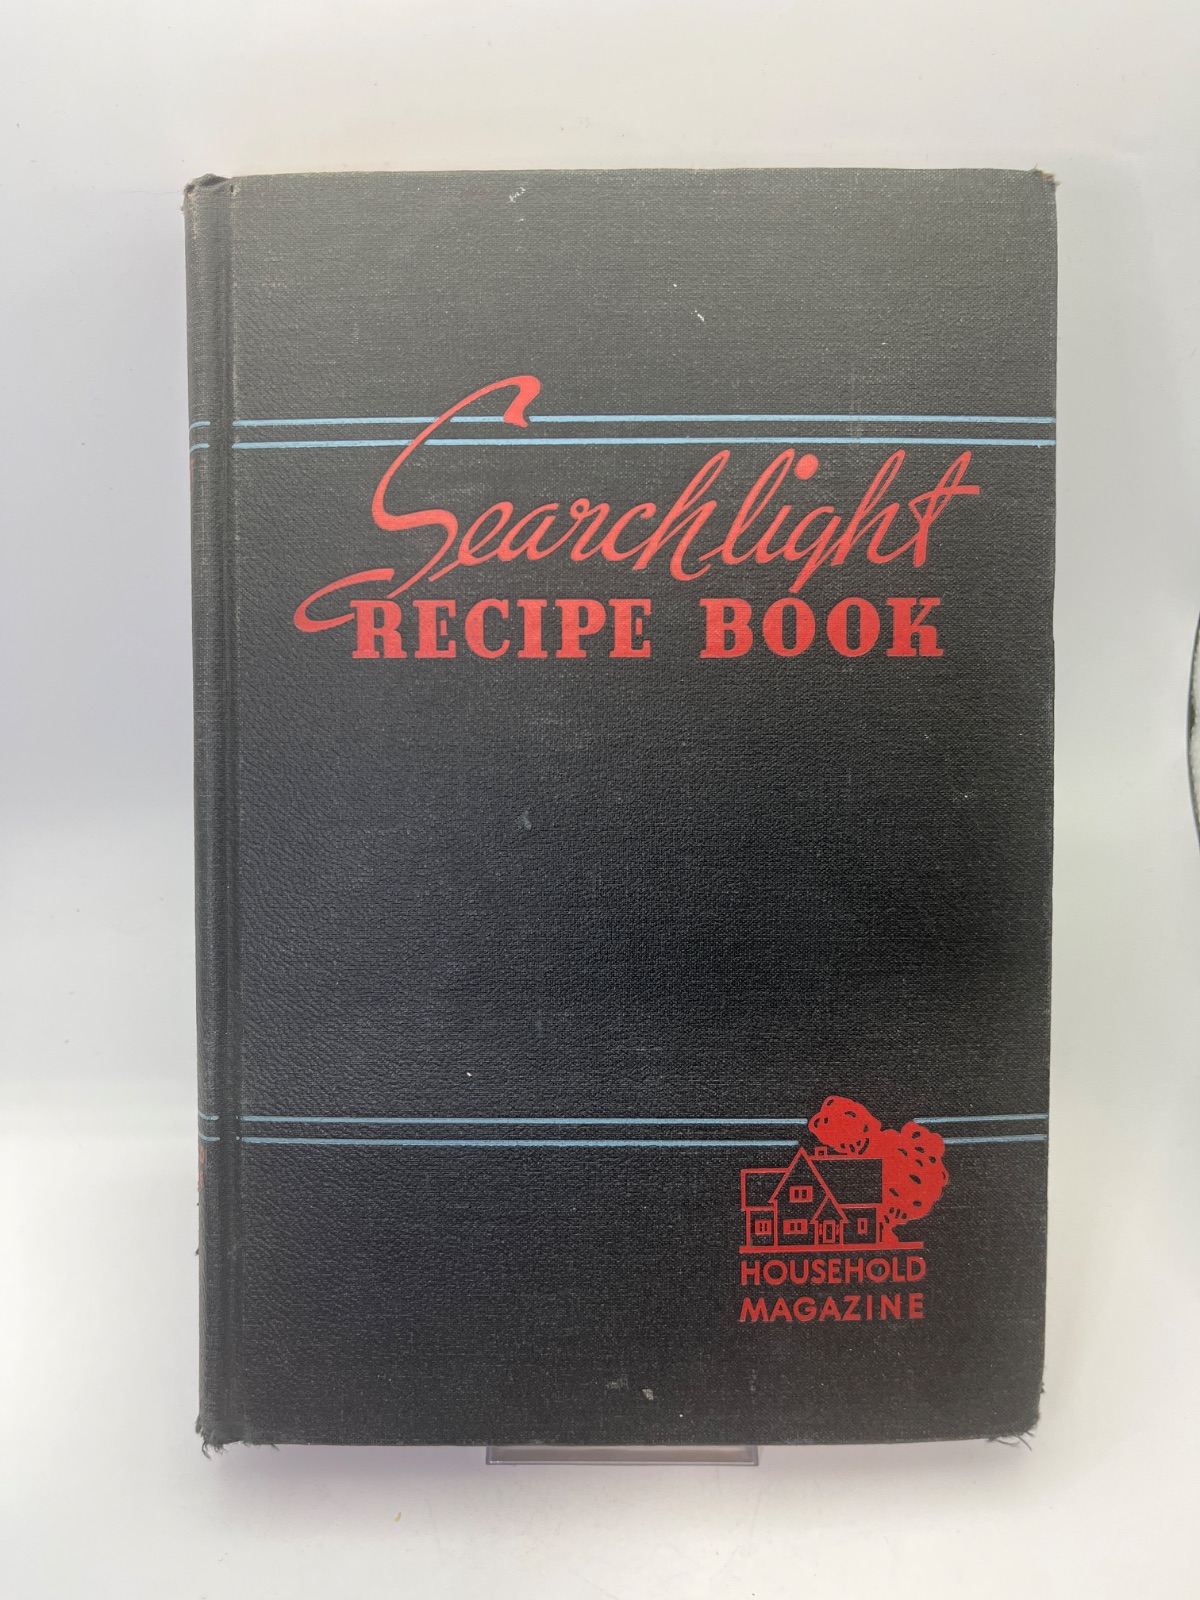 Searchlight
RECIPE BOOK
HOUSEHOLD
MAGAZINE